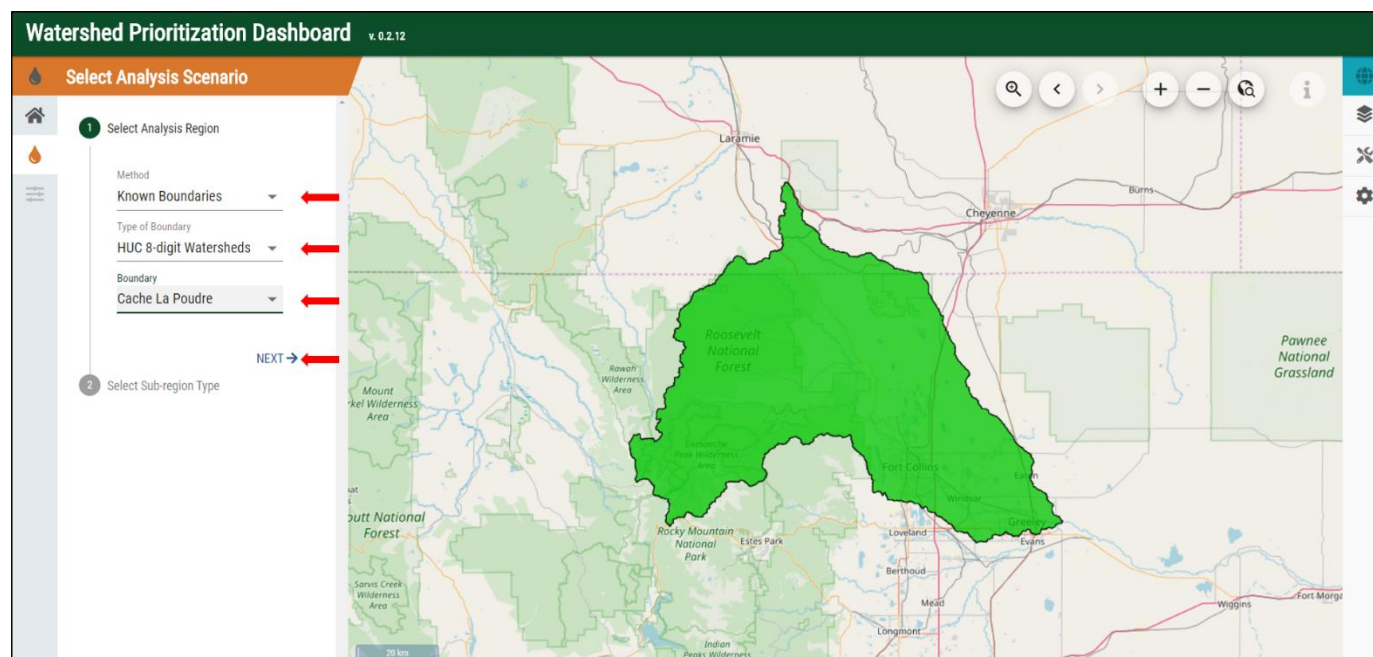 Watershed Prioritization Dashboard v. 0.2.12
Select Analysis Scenario
1 Select Analysis Region
Method
Known Boundaries
Type of Boundary
HUC 8-digit Watersheds
Boundary
Cache La Poudre
NEXT →
2 Select Sub-region Type
Laramie
Cheyenne
Burns
Roosevelt
National
Forest
Rawah
Wilderness
Area
Mount
kel Wilderness
Area
Pawnee
National
Grassland
Comanche
Peak Wilderness
Area
Fort Collins
Eaton
Windsor
Greeley
Evans
utt National
Forest
Rocky Mountain
National
Park
Estes Park
Loveland
Berthoud
Sarvis Creek
Wilderness
Area
Mead
Wiggins
Fort Morga
Longmont
Indian
Peaks Wilderness
20 km